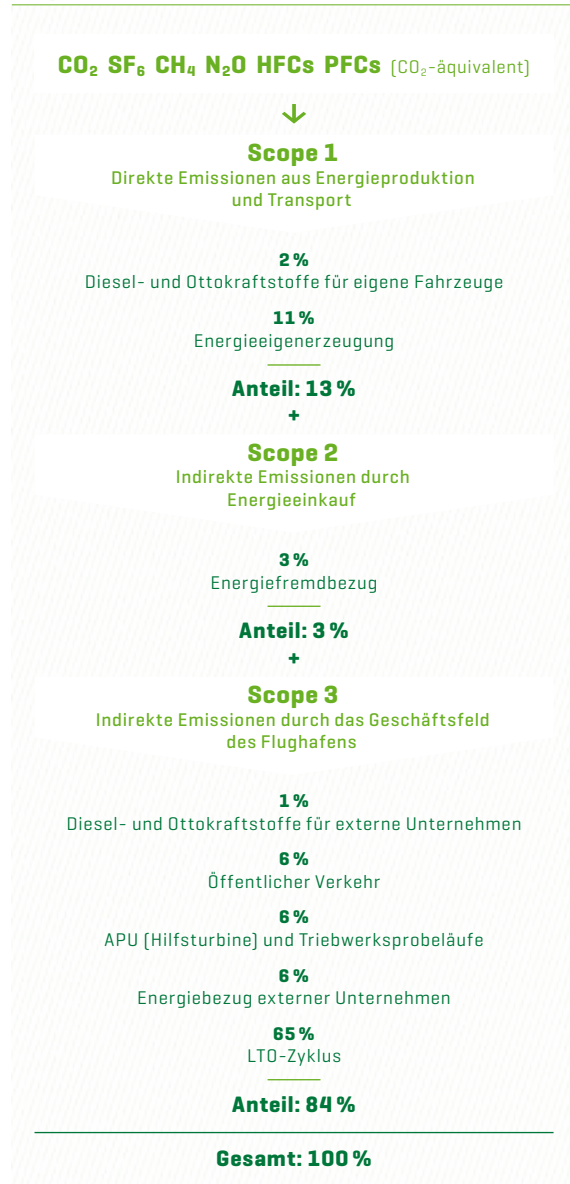 CO₂ SF₆ CH₄ N₂O HFCs PFCs (CO₂-äquivalent)
Scope 1
Direkte Emissionen aus Energieproduktion
und Transport
2 %
Diesel- und Ottokraftstoffe für eigene Fahrzeuge
11 %
Energieeigenerzeugung
Anteil: 13 %
+
Scope 2
Indirekte Emissionen durch
Energieeinkauf
3 %
Energiefremdbezug
Anteil: 3 %
+
Scope 3
Indirekte Emissionen durch das Geschäftsfeld
des Flughafens
1 %
Diesel- und Ottokraftstoffe für externe Unternehmen
6 %
Öffentlicher Verkehr
6 %
APU (Hilfsturbine) und Triebwerksprobeläufe
6 %
Energiebezug externer Unternehmen
65 %
LTO-Zyklus
Anteil: 84 %
Gesamt: 100 %